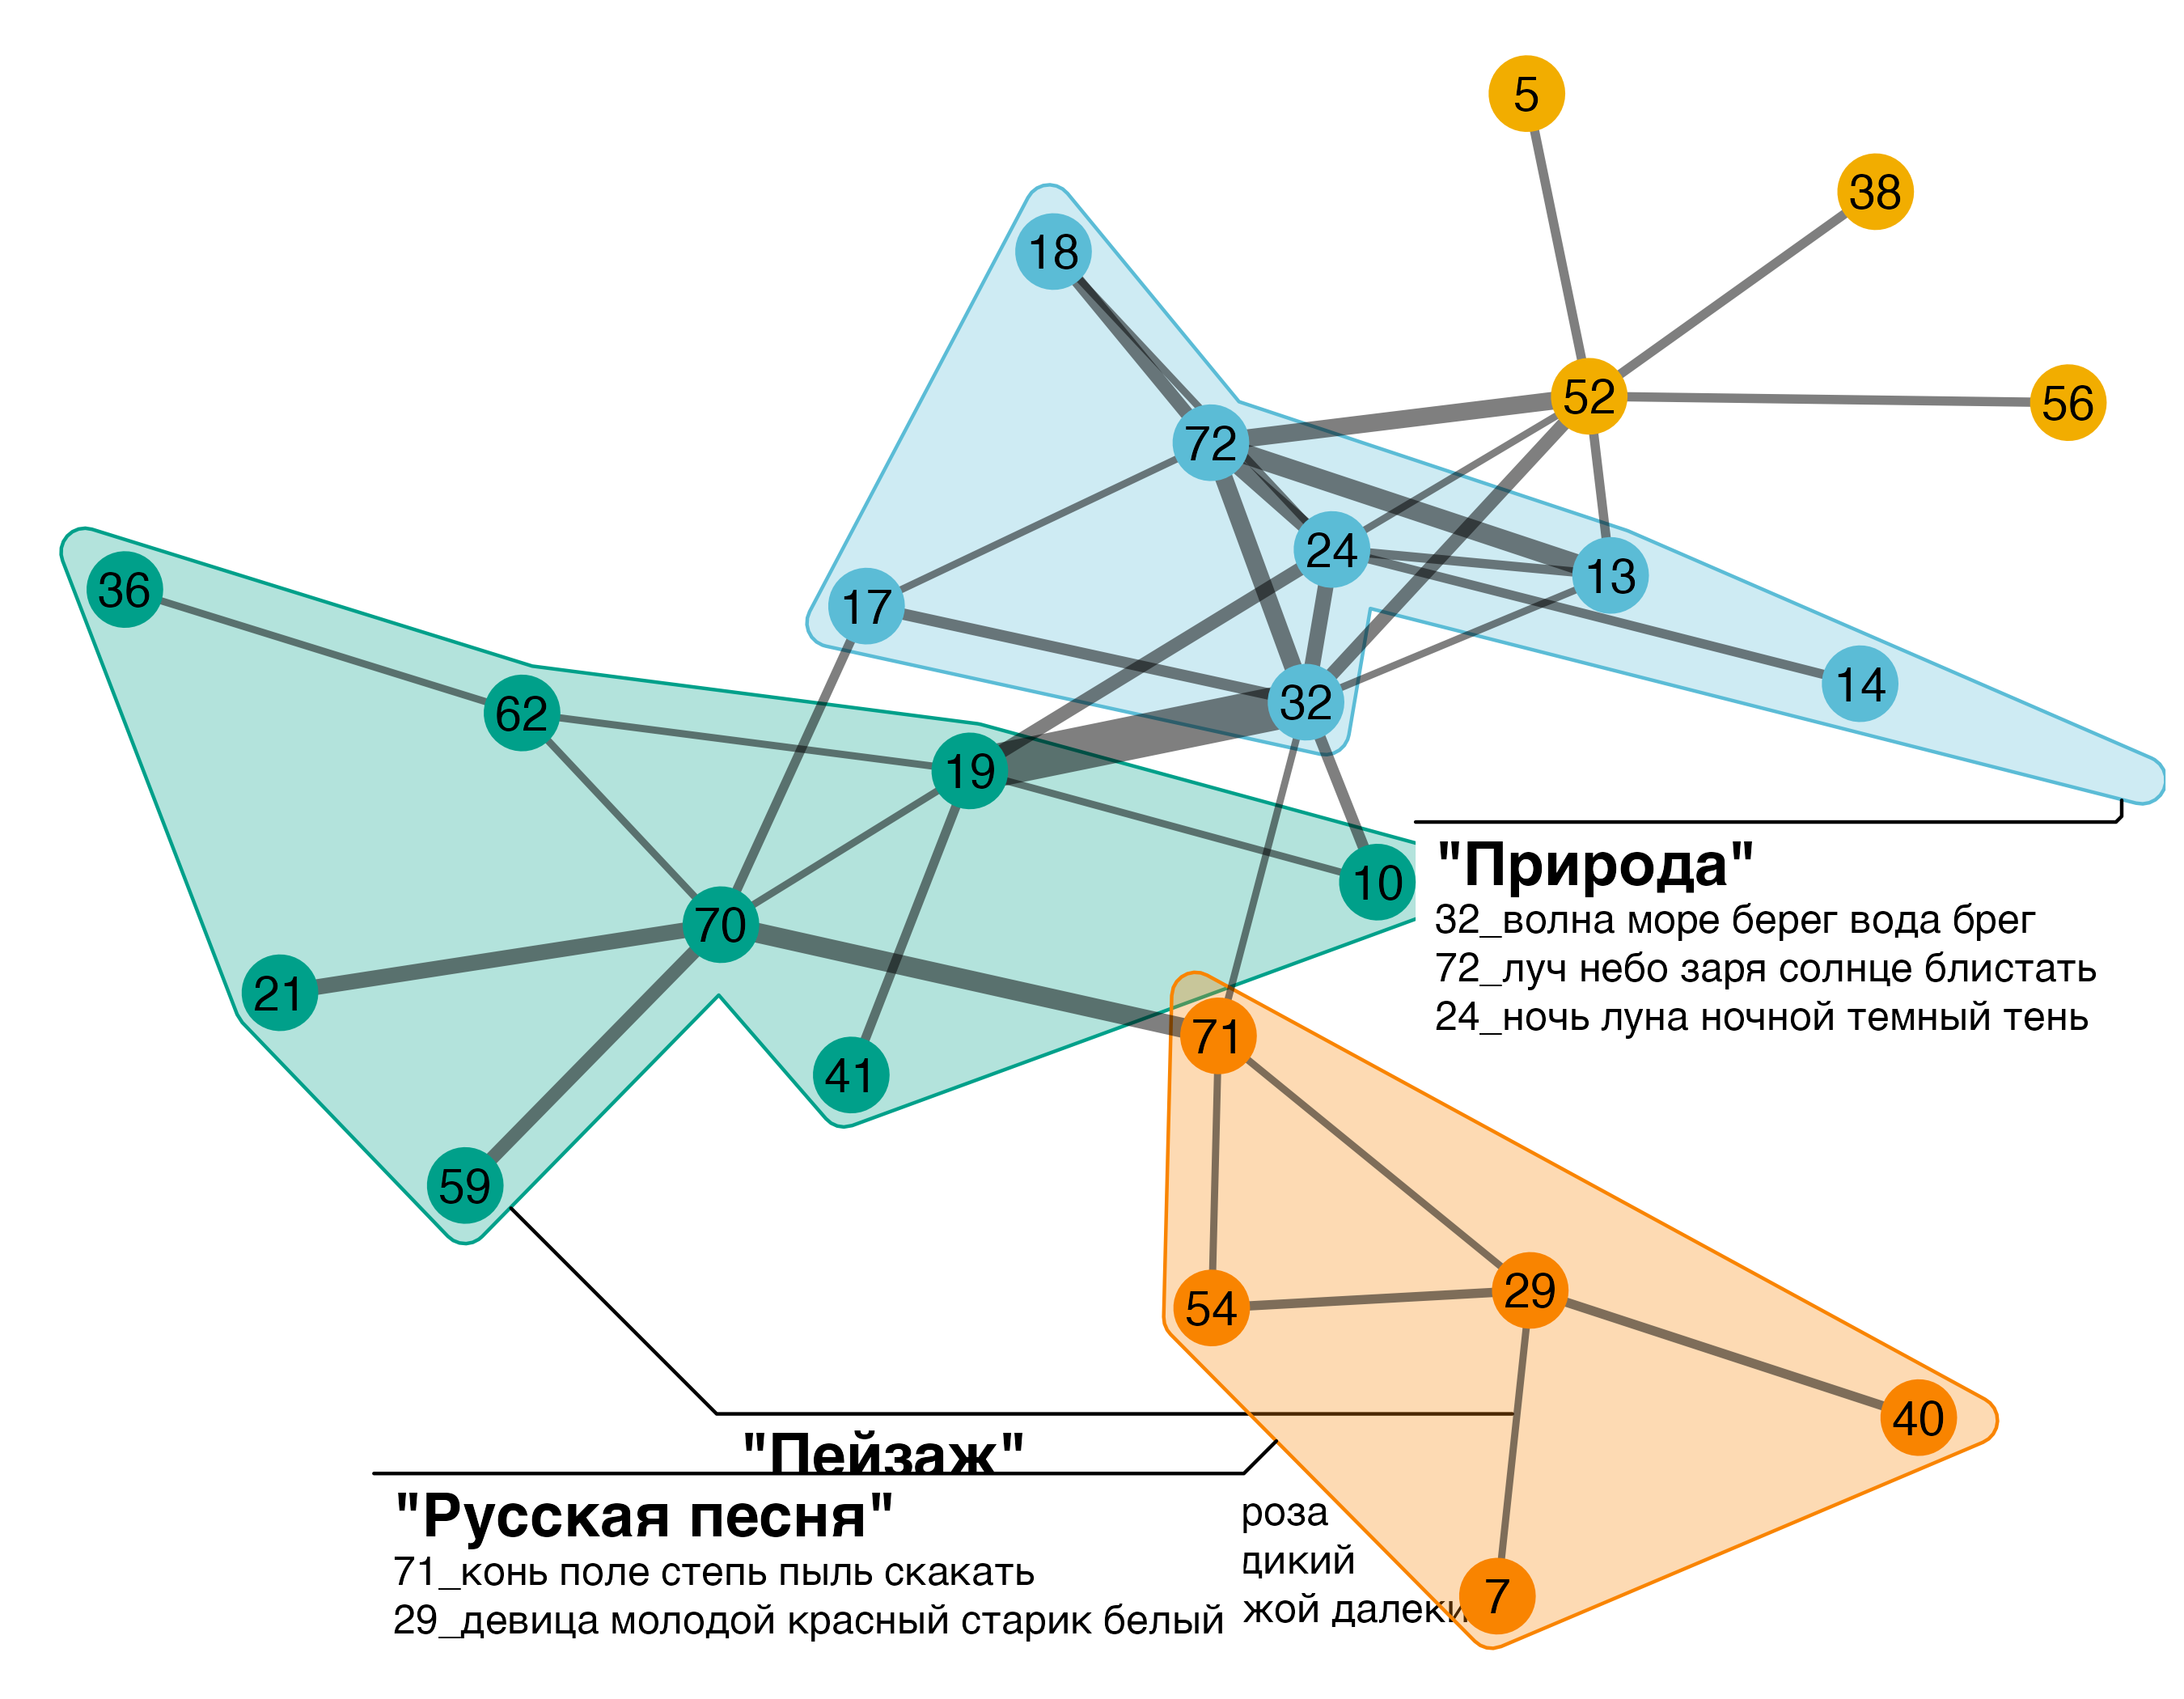 5
38
18
52
56
72
24
13
36
17
14
62
32
19
"Природа"
10
32_волна море берег вода брег
70
72_луч небо заря солнце блистать
21
24_ночь луна ночной темный тень
71
41
59
29
54
40
"Пейзаж"
"Русская песня"
роза
71_конь поле степь пыль скакать
дикий
7
29_девица молодой красный старик белый